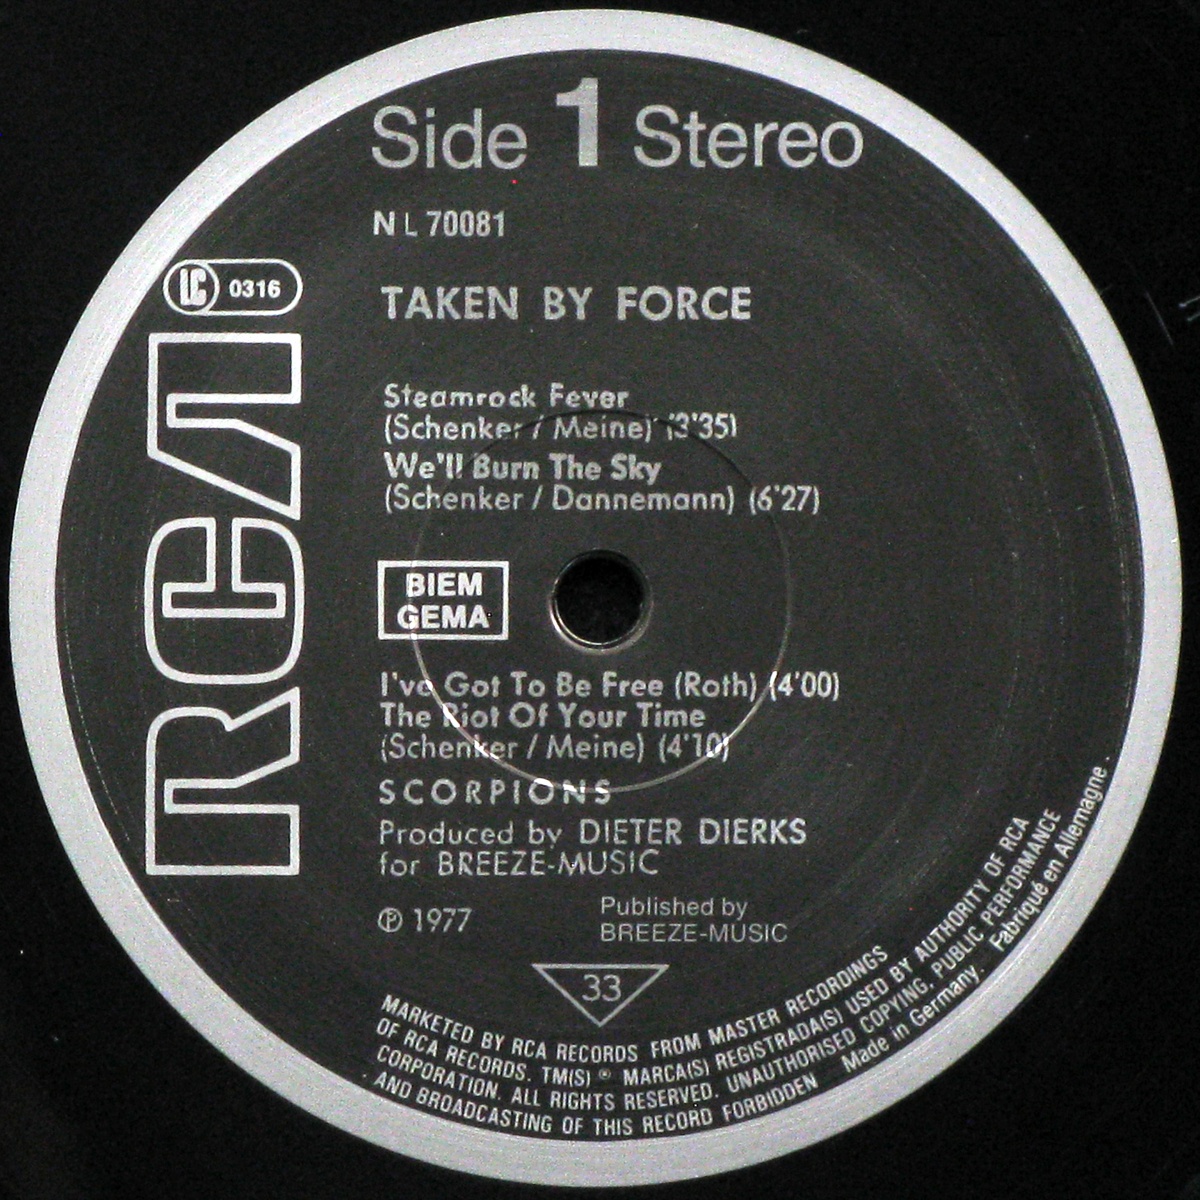 Side 1 Stereo
NL 70081
LC 0316
RCA
TAKEN BY FORCE
Steamrock Fever
(Schenker / Meine) (3'35)
We'll Burn The Sky
(Schenker / Dannemann) (6'27)
BIEM
GEMA
I've Got To Be Free (Roth) (4'00)
The Riot Of Your Time
(Schenker / Meine) (4'10)
SCORPIONS
Produced by DIETER DIERKS
for BREEZE-MUSIC
℗ 1977
Published by
BREEZE-MUSIC
33
MARKETED BY RCA RECORDS FROM MASTER RECORDINGS
OF RCA RECORDS. TM(S) ® MARCA(S) REGISTRADA(S) USED BY AUTHORITY OF RCA
CORPORATION. ALL RIGHTS RESERVED. UNAUTHORISED COPYING, PUBLIC PERFORMANCE
AND BROADCASTING OF THIS RECORD FORBIDDEN Made in Germany. Fabriqué en Allemagne.